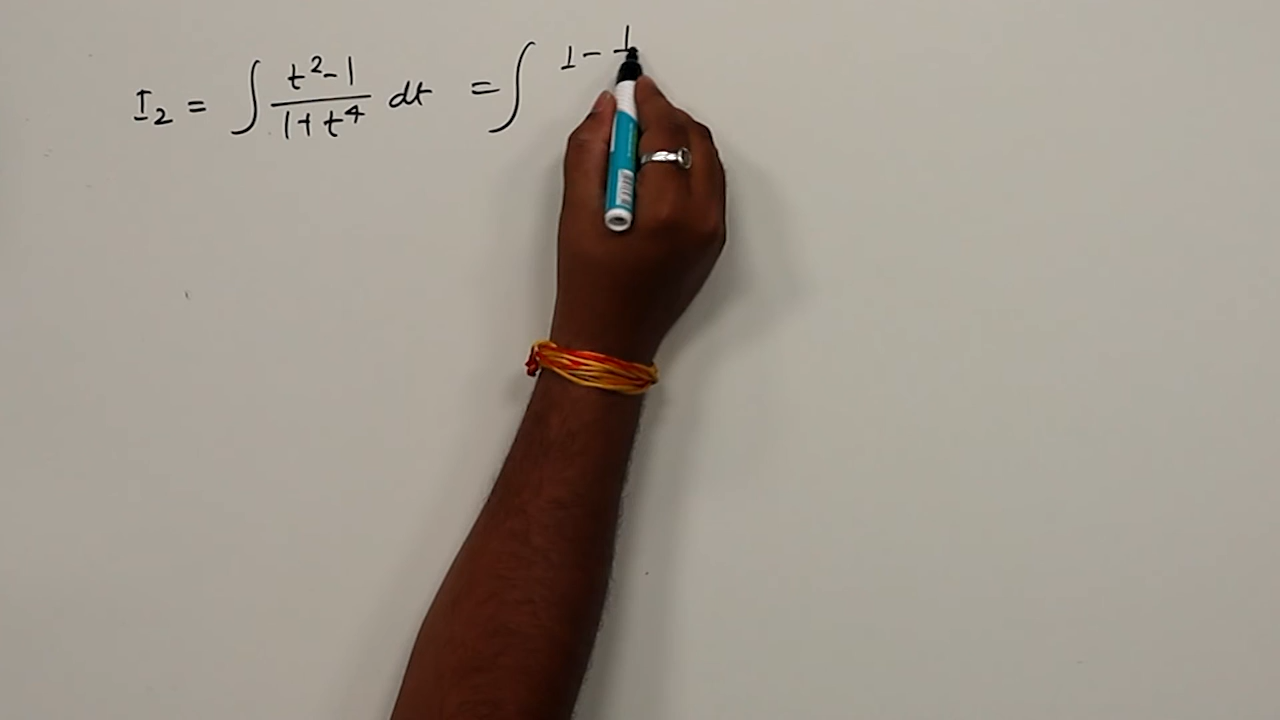 I₂ = ∫ (t²-1)/(1+t⁴) dt = ∫ 1 - 1